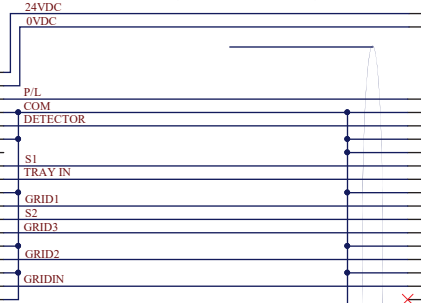 24VDC
0VDC
P/L
COM
DETECTOR
S1
TRAY IN
GRID1
S2
GRID3
GRID2
GRIDIN